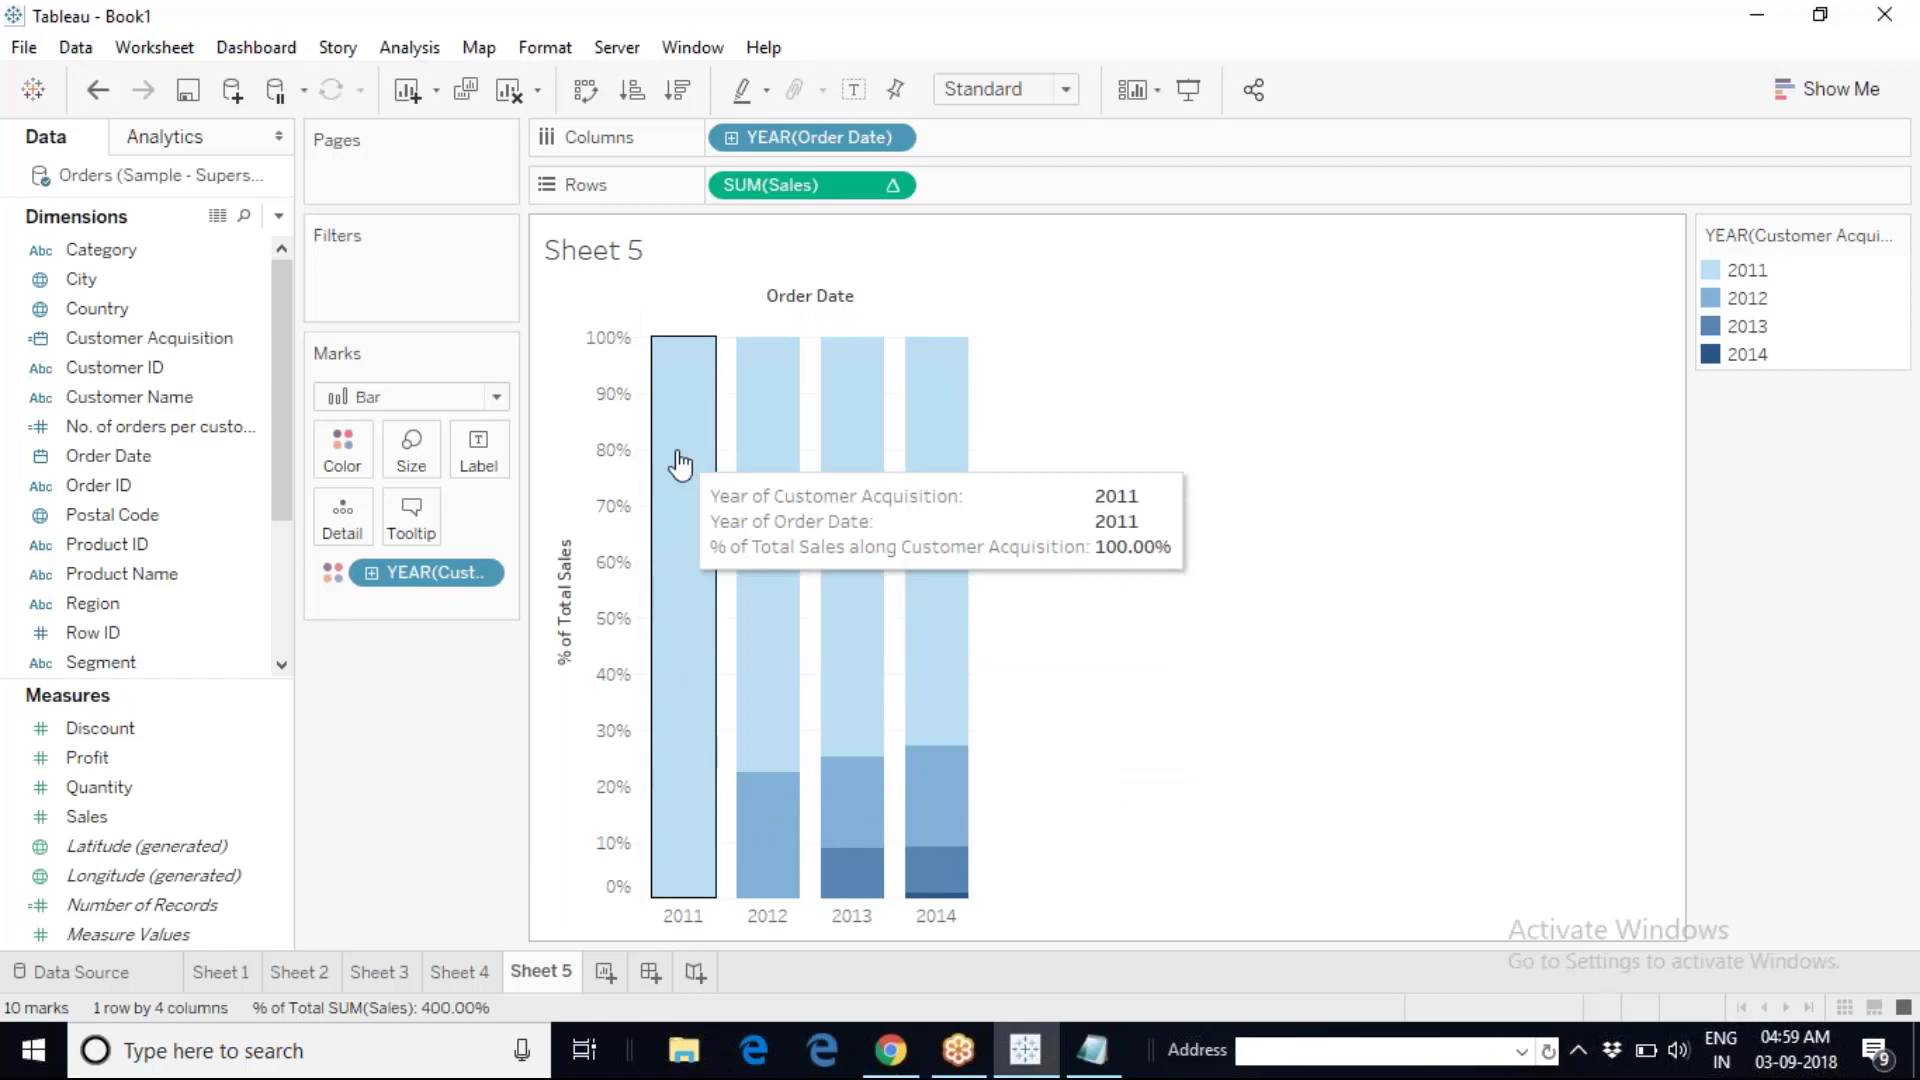 Tableau - Book1
File Data Worksheet Dashboard Story Analysis Map Format Server Window Help
Standard
Show Me
Data
Analytics
Orders (Sample - Supers...
Dimensions
Abc Category
City
Country
Customer Acquisition
Abc Customer ID
Abc Customer Name
=# No. of orders per custo...
Order Date
Abc Order ID
Postal Code
Abc Product ID
Abc Product Name
Abc Region
# Row ID
Abc Segment
Measures
# Discount
# Profit
# Quantity
# Sales
Latitude (generated)
Longitude (generated)
=# Number of Records
# Measure Values
Pages
Filters
Marks
Bar
Color Size Label
Detail Tooltip
YEAR(Cust..
Columns YEAR(Order Date)
Rows SUM(Sales)
Sheet 5
Order Date
% of Total Sales
100%
90%
80%
70%
60%
50%
40%
30%
20%
10%
0%
2011 2012 2013 2014
Year of Customer Acquisition: 2011
Year of Order Date: 2011
% of Total Sales along Customer Acquisition: 100.00%
YEAR(Customer Acqui...
2011
2012
2013
2014
Activate Windows
Go to Settings to activate Windows.
Data Source Sheet 1 Sheet 2 Sheet 3 Sheet 4 Sheet 5
10 marks 1 row by 4 columns % of Total SUM(Sales): 400.00%
Type here to search
Address
ENG
IN
04:59 AM
03-09-2018
9